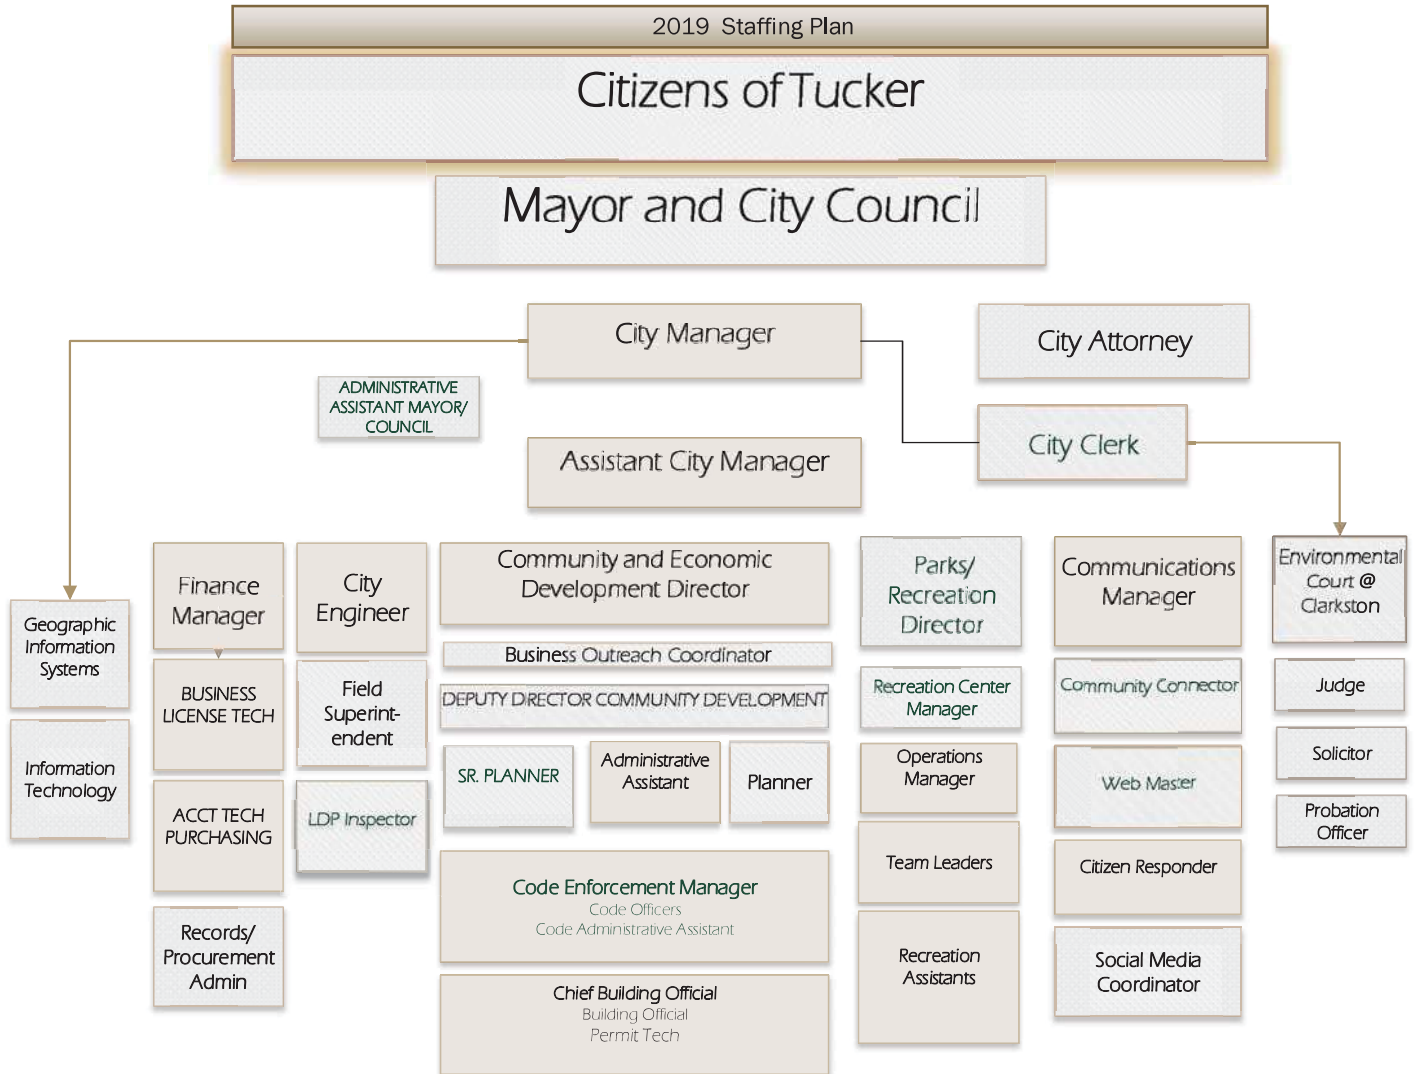 2019 Staffing Plan
Citizens of Tucker
Mayor and City Council
City Manager
City Attorney
ADMINISTRATIVE
ASSISTANT MAYOR/
COUNCIL
City Clerk
Assistant City Manager
Geographic
Information
Systems
Information
Technology
Finance
Manager
BUSINESS
LICENSE TECH
ACCT TECH
PURCHASING
Records/
Procurement
Admin
City
Engineer
Field
Superint-
endent
LDP Inspector
Community and Economic
Development Director
Business Outreach Coordinator
DEPUTY DIRECTOR COMMUNITY DEVELOPMENT
SR. PLANNER
Administrative
Assistant
Planner
Code Enforcement Manager
Code Officers
Code Administrative Assistant
Chief Building Official
Building Official
Permit Tech
Parks/
Recreation
Director
Recreation Center
Manager
Operations
Manager
Team Leaders
Recreation
Assistants
Communications
Manager
Community Connector
Web Master
Citizen Responder
Social Media
Coordinator
Environmental
Court @
Clarkston
Judge
Solicitor
Probation
Officer